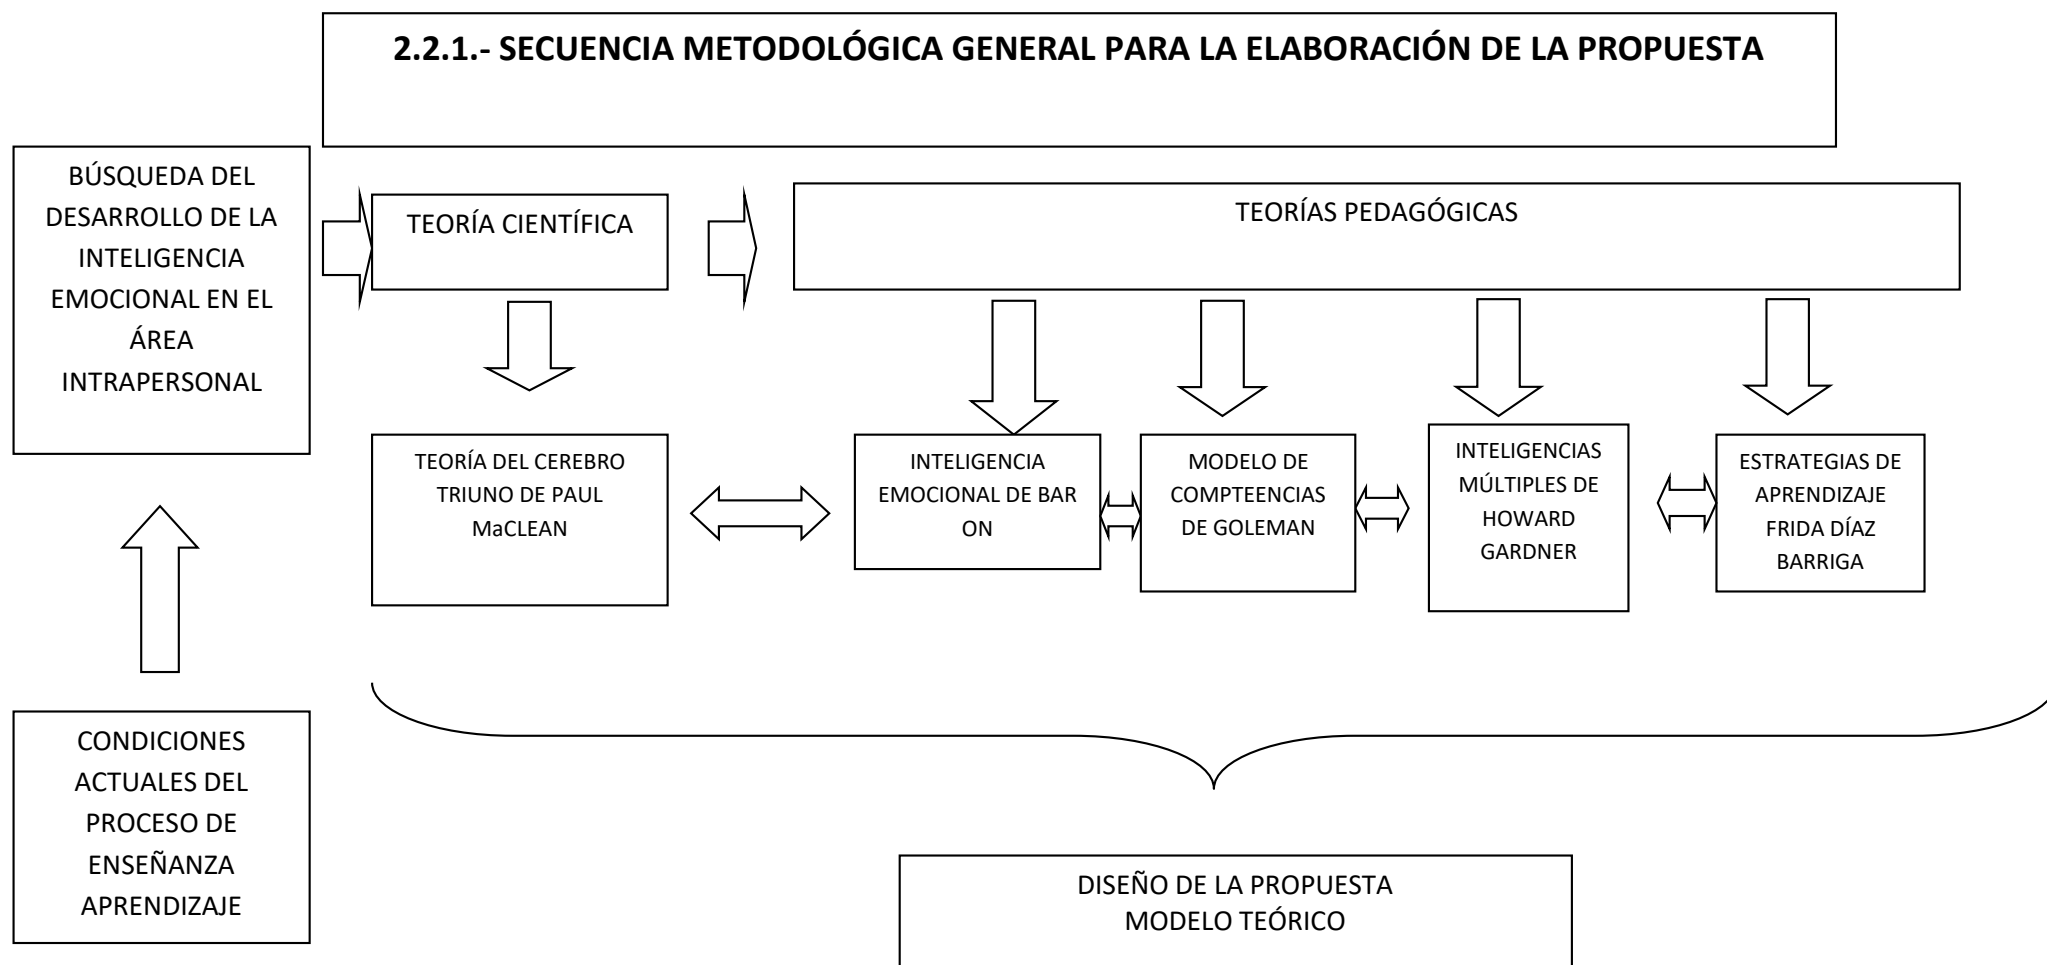 2.2.1.- SECUENCIA METODOLÓGICA GENERAL PARA LA ELABORACIÓN DE LA PROPUESTA
BÚSQUEDA DEL
DESARROLLO DE LA
INTELIGENCIA
EMOCIONAL EN EL
ÁREA
INTRAPERSONAL
TEORÍA CIENTÍFICA
TEORÍAS PEDAGÓGICAS
TEORÍA DEL CEREBRO
TRIUNO DE PAUL
MaCLEAN
INTELIGENCIA
EMOCIONAL DE BAR
ON
MODELO DE
COMPTEENCIAS
DE GOLEMAN
INTELIGENCIAS
MÚLTIPLES DE
HOWARD
GARDNER
ESTRATEGIAS DE
APRENDIZAJE
FRIDA DÍAZ
BARRIGA
CONDICIONES
ACTUALES DEL
PROCESO DE
ENSEÑANZA
APRENDIZAJE
DISEÑO DE LA PROPUESTA
MODELO TEÓRICO